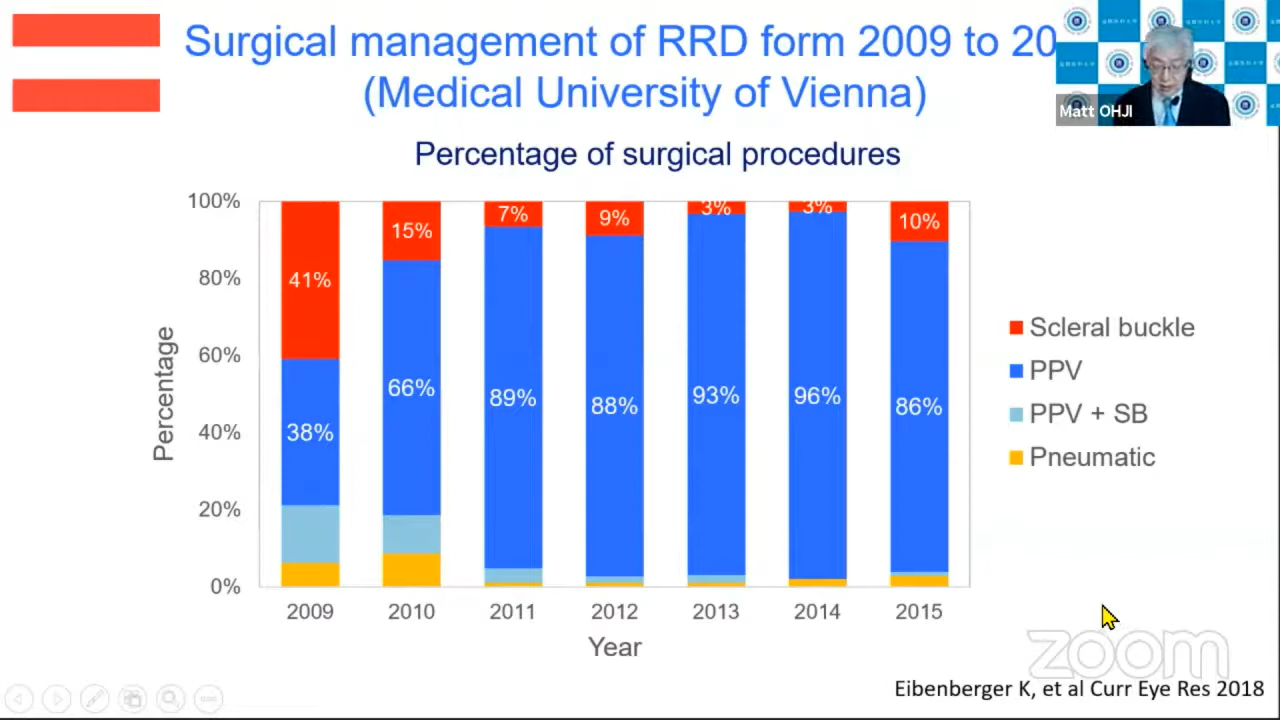 Surgical management of RRD form 2009 to 20
(Medical University of Vienna)
Matt OHJI
Percentage of surgical procedures
100%
80%
60%
40%
20%
0%
Percentage
41%
38%
15%
66%
7%
89%
9%
88%
3%
93%
3%
96%
10%
86%
2009 2010 2011 2012 2013 2014 2015
Year
Scleral buckle
PPV
PPV + SB
Pneumatic
zoom
Eibenberger K, et al Curr Eye Res 2018